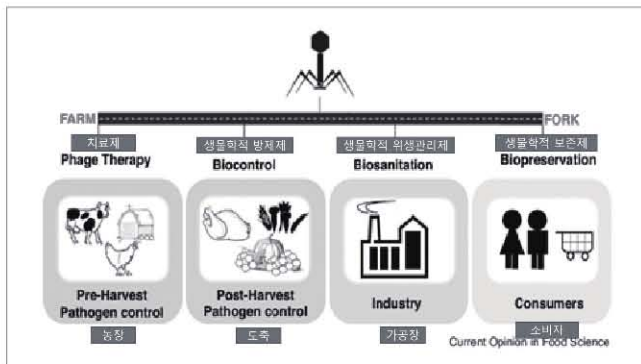 FARM
FORK
치료제
생물학적 방제제
생물학적 위생관리제
생물학적 보존제
Phage Therapy
Biocontrol
Biosanitation
Biopreservation
Pre-Harvest
Pathogen control
Post-Harvest
Pathogen control
Industry
Consumers
농장
도축
가공장
소비자
Current Opinion in Food Science